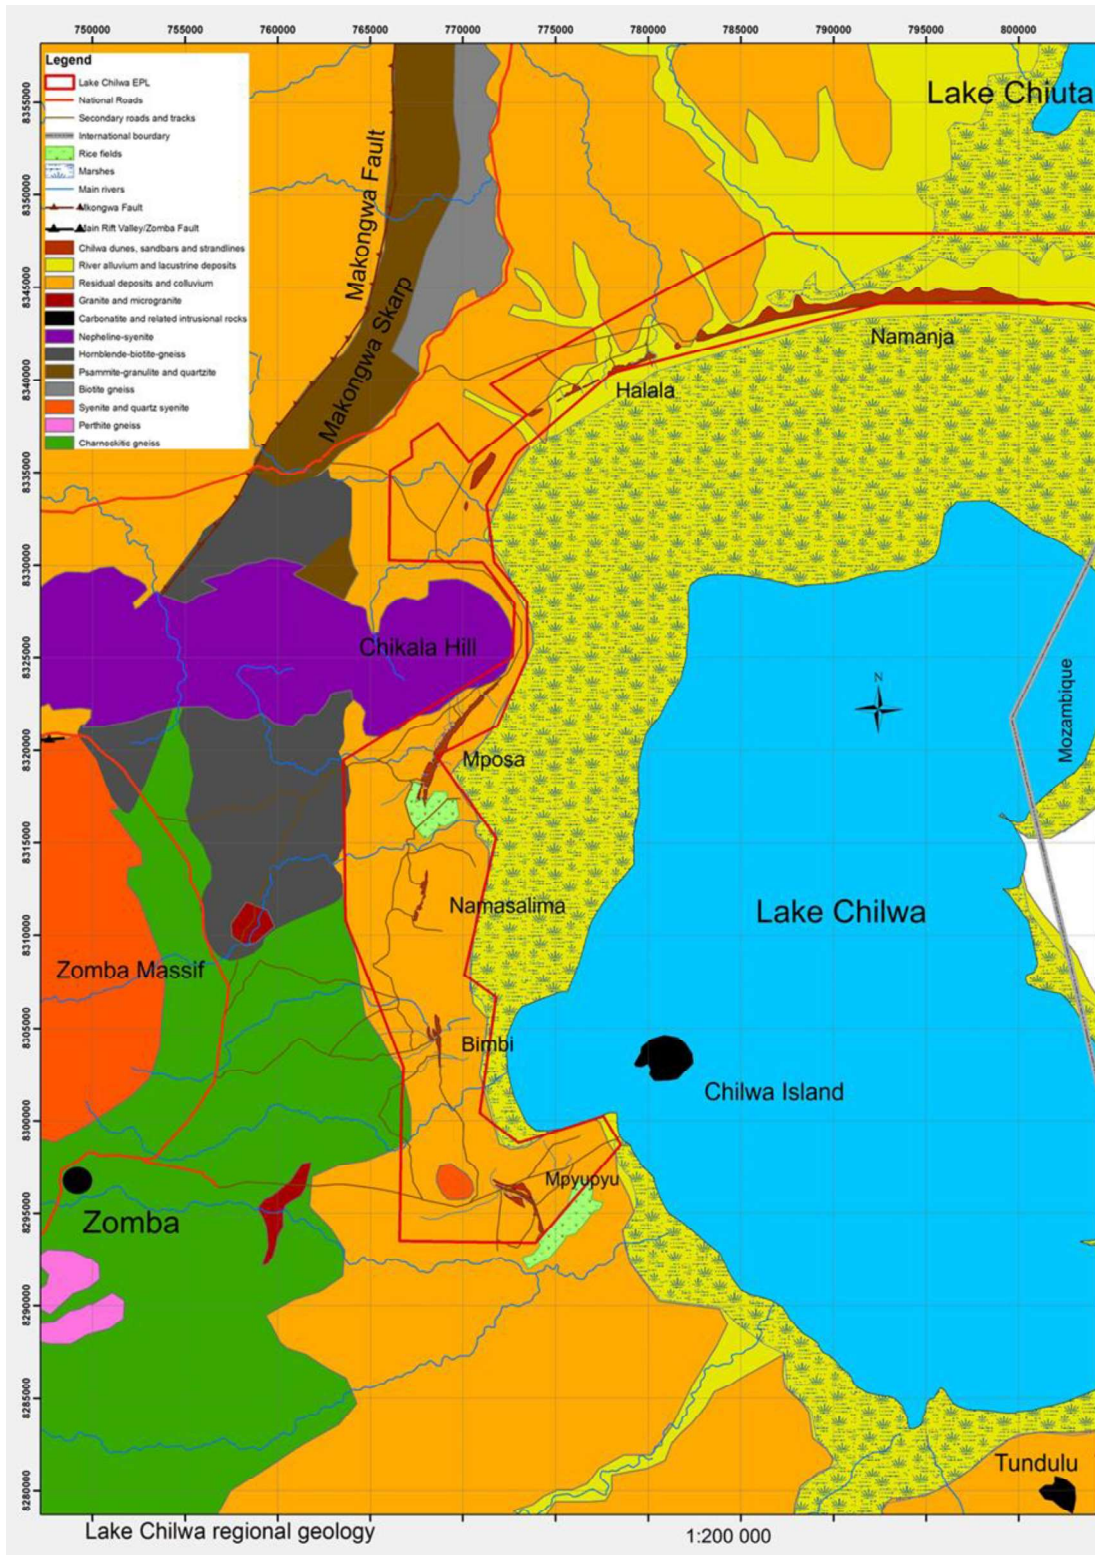 750000 755000 760000 765000 770000 775000 780000 785000 790000 795000 800000
Legend
Lake Chilwa EPL
National Roads
Secondary roads and tracks
International bourdary
Rice fields
Marshes
Main rivers
Mkongwa Fault
Main Rift Valley/Zomba Fault
Chilwa dunes, sandbars and strandlines
River alluvium and lacustrine deposits
Residual deposits and colluvium
Granite and microgranite
Carbonatite and related intrusional rocks
Nepheline-syenite
Hornblende-biotite-gneiss
Psammite-granulite and quartzite
Biotite gneiss
Syenite and quartz syenite
Perthite gneiss
Charnockitic gneiss
Lake Chiuta
Makongwa Fault
Makongwa Skarp
Namanja
Halala
Chikala Hill
N
Mozambique
Mposa
Namasalima
Lake Chilwa
Zomba Massif
Bimbi
Chilwa Island
Mpyupyu
Zomba
Tundulu
8355000
8350000
8345000
8340000
8335000
8330000
8325000
8320000
8315000
8310000
8305000
8300000
8295000
8290000
8285000
8280000
Lake Chilwa regional geology
1:200 000